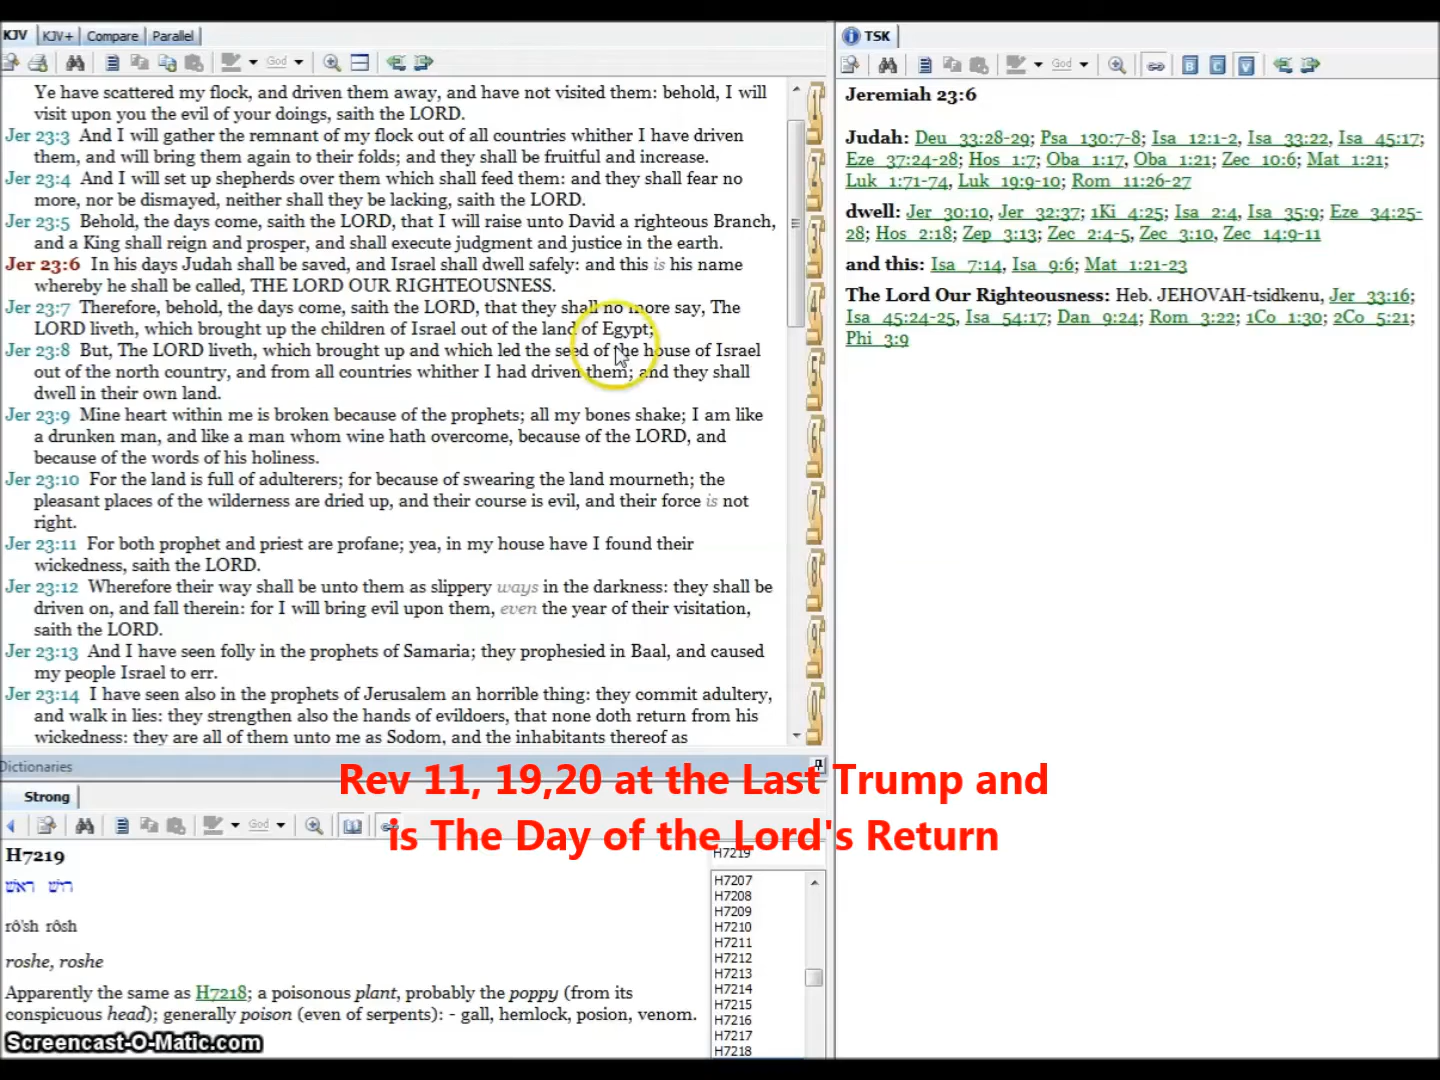 KJV KJV+ Compare Parallel
God
Ye have scattered my flock, and driven them away, and have not visited them: behold, I will
visit upon you the evil of your doings, saith the LORD.
Jer 23:3 And I will gather the remnant of my flock out of all countries whither I have driven
them, and will bring them again to their folds; and they shall be fruitful and increase.
Jer 23:4 And I will set up shepherds over them which shall feed them: and they shall fear no
more, nor be dismayed, neither shall they be lacking, saith the LORD.
Jer 23:5 Behold, the days come, saith the LORD, that I will raise unto David a righteous Branch,
and a King shall reign and prosper, and shall execute judgment and justice in the earth.
Jer 23:6 In his days Judah shall be saved, and Israel shall dwell safely: and this is his name
whereby he shall be called, THE LORD OUR RIGHTEOUSNESS.
Jer 23:7 Therefore, behold, the days come, saith the LORD, that they shall no more say, The
LORD liveth, which brought up the children of Israel out of the land of Egypt;
Jer 23:8 But, The LORD liveth, which brought up and which led the seed of the house of Israel
out of the north country, and from all countries whither I had driven them; and they shall
dwell in their own land.
Jer 23:9 Mine heart within me is broken because of the prophets; all my bones shake; I am like
a drunken man, and like a man whom wine hath overcome, because of the LORD, and
because of the words of his holiness.
Jer 23:10 For the land is full of adulterers; for because of swearing the land mourneth; the
pleasant places of the wilderness are dried up, and their course is evil, and their force is not
right.
Jer 23:11 For both prophet and priest are profane; yea, in my house have I found their
wickedness, saith the LORD.
Jer 23:12 Wherefore their way shall be unto them as slippery ways in the darkness: they shall be
driven on, and fall therein: for I will bring evil upon them, even the year of their visitation,
saith the LORD.
Jer 23:13 And I have seen folly in the prophets of Samaria; they prophesied in Baal, and caused
my people Israel to err.
Jer 23:14 I have seen also in the prophets of Jerusalem an horrible thing: they commit adultery,
and walk in lies: they strengthen also the hands of evildoers, that none doth return from his
wickedness: they are all of them unto me as Sodom, and the inhabitants thereof as
1
2
3
4
5
6
7
8
9
0
TSK
God
B C V
Jeremiah 23:6
Judah: Deu 33:28-29; Psa 130:7-8; Isa 12:1-2, Isa 33:22, Isa 45:17;
Eze 37:24-28; Hos 1:7; Oba 1:17, Oba 1:21; Zec 10:6; Mat 1:21;
Luk 1:71-74, Luk 19:9-10; Rom 11:26-27
dwell: Jer 30:10, Jer 32:37; 1Ki 4:25; Isa 2:4, Isa 35:9; Eze 34:25-
28; Hos 2:18; Zep 3:13; Zec 2:4-5, Zec 3:10, Zec 14:9-11
and this: Isa 7:14, Isa 9:6; Mat 1:21-23
The Lord Our Righteousness: Heb. JEHOVAH-tsidkenu, Jer 33:16;
Isa 45:24-25, Isa 54:17; Dan 9:24; Rom 3:22; 1Co 1:30; 2Co 5:21;
Phi 3:9
Dictionaries
Rev 11, 19,20 at the Last Trump and
is The Day of the Lord's Return
Strong
God
H7219
רושׁ ראשׁ
rô'sh rôsh
roshe, roshe
Apparently the same as H7218; a poisonous plant, probably the poppy (from its
conspicuous head); generally poison (even of serpents): - gall, hemlock, posion, venom.
H7219
H7207
H7208
H7209
H7210
H7211
H7212
H7213
H7214
H7215
H7216
H7217
H7218
Screencast-O-Matic.com